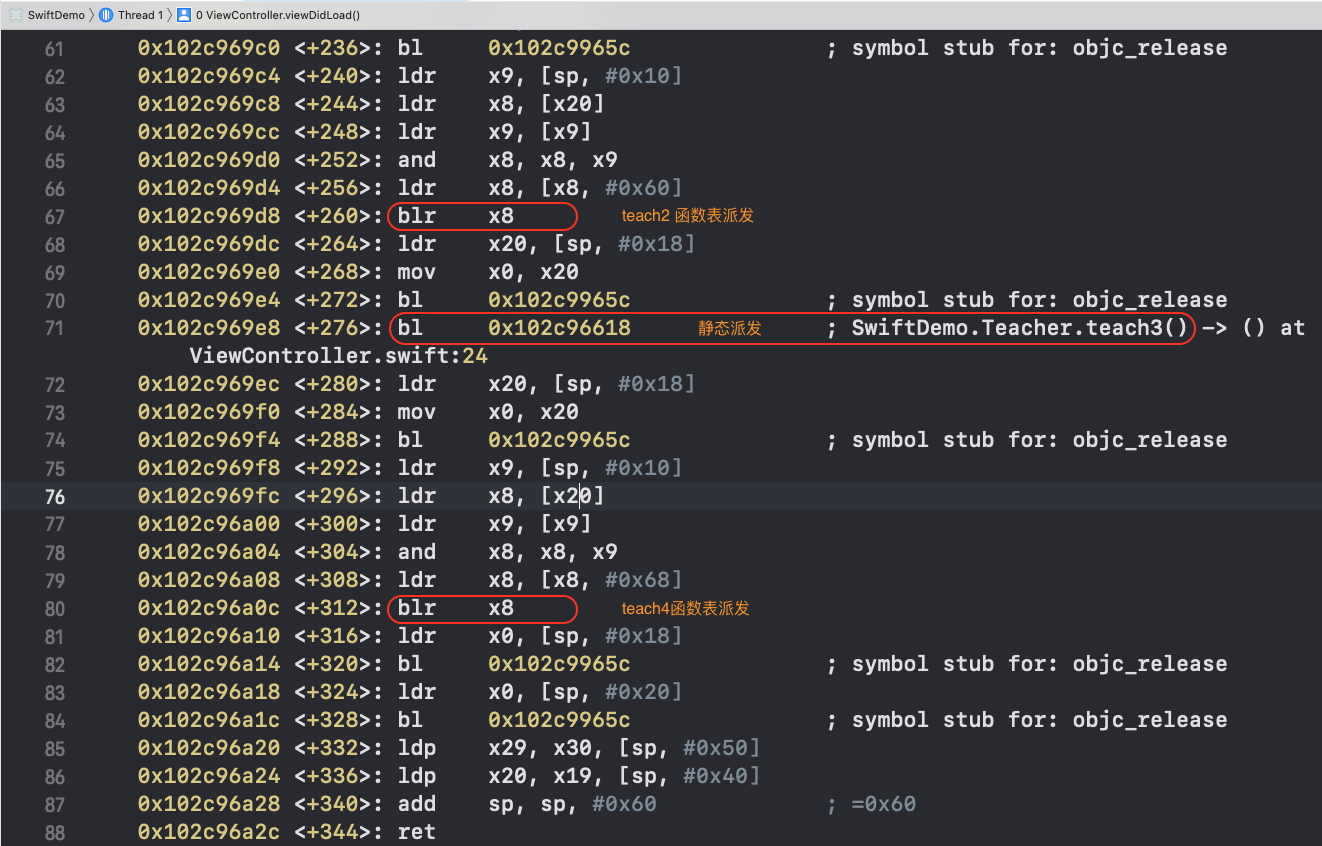 SwiftDemo 〉 Thread 1 〉 0 ViewController.viewDidLoad()
61 0x102c969c0 <+236>: bl 0x102c9965c ; symbol stub for: objc_release
62 0x102c969c4 <+240>: ldr x9, [sp, #0x10]
63 0x102c969c8 <+244>: ldr x8, [x20]
64 0x102c969cc <+248>: ldr x9, [x9]
65 0x102c969d0 <+252>: and x8, x8, x9
66 0x102c969d4 <+256>: ldr x8, [x8, #0x60]
67 0x102c969d8 <+260>: blr x8 teach2 函数表派发
68 0x102c969dc <+264>: ldr x20, [sp, #0x18]
69 0x102c969e0 <+268>: mov x0, x20
70 0x102c969e4 <+272>: bl 0x102c9965c ; symbol stub for: objc_release
71 0x102c969e8 <+276>: bl 0x102c96618 静态派发 ; SwiftDemo.Teacher.teach3() -> () at
ViewController.swift:24
72 0x102c969ec <+280>: ldr x20, [sp, #0x18]
73 0x102c969f0 <+284>: mov x0, x20
74 0x102c969f4 <+288>: bl 0x102c9965c ; symbol stub for: objc_release
75 0x102c969f8 <+292>: ldr x9, [sp, #0x10]
76 0x102c969fc <+296>: ldr x8, [x20]
77 0x102c96a00 <+300>: ldr x9, [x9]
78 0x102c96a04 <+304>: and x8, x8, x9
79 0x102c96a08 <+308>: ldr x8, [x8, #0x68]
80 0x102c96a0c <+312>: blr x8 teach4函数表派发
81 0x102c96a10 <+316>: ldr x0, [sp, #0x18]
82 0x102c96a14 <+320>: bl 0x102c9965c ; symbol stub for: objc_release
83 0x102c96a18 <+324>: ldr x0, [sp, #0x20]
84 0x102c96a1c <+328>: bl 0x102c9965c ; symbol stub for: objc_release
85 0x102c96a20 <+332>: ldp x29, x30, [sp, #0x50]
86 0x102c96a24 <+336>: ldp x20, x19, [sp, #0x40]
87 0x102c96a28 <+340>: add sp, sp, #0x60 ; =0x60
88 0x102c96a2c <+344>: ret